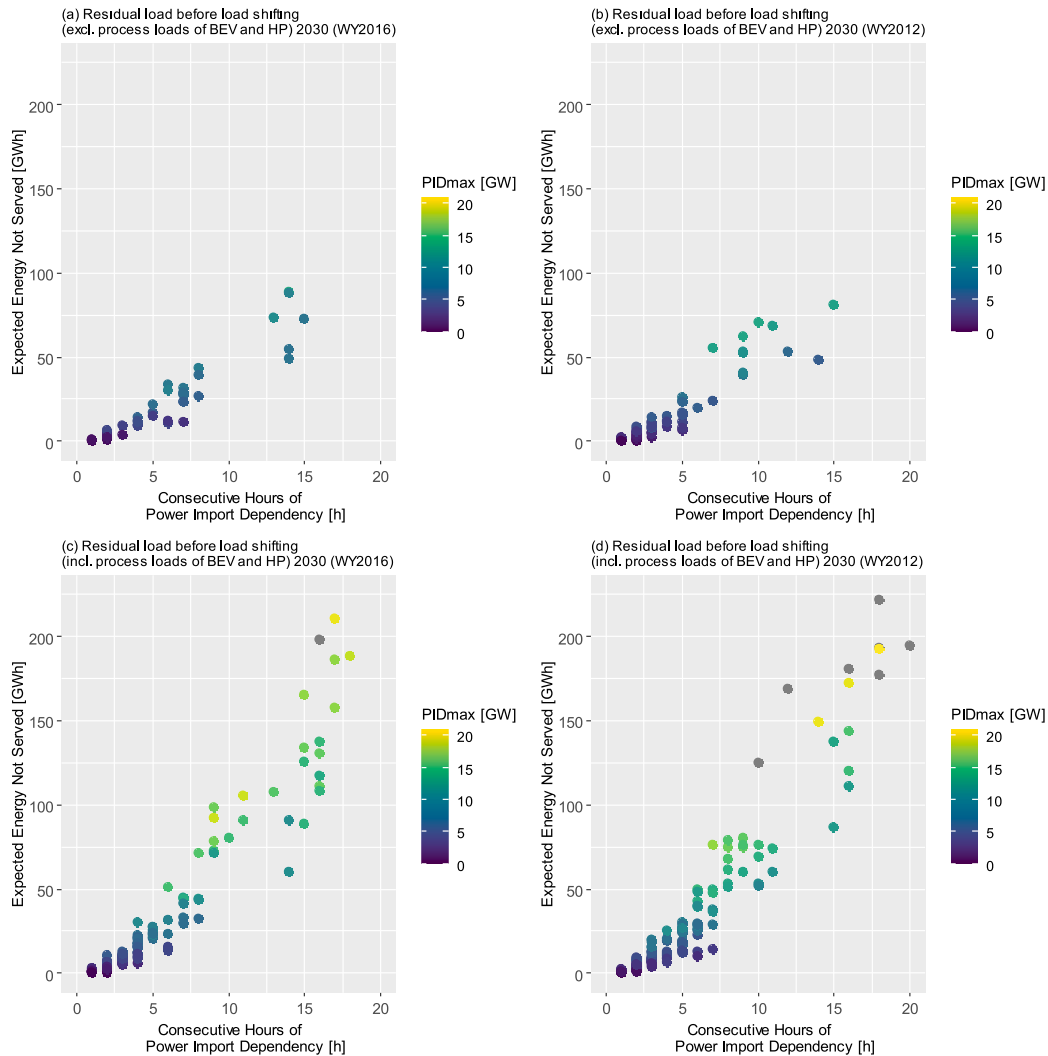 (a) Residual load before load shifting
(excl. process loads of BEV and HP) 2030 (WY2016)
Expected Energy Not Served [GWh]
200
150
100
50
0
0 5 10 15 20
Consecutive Hours of
Power Import Dependency [h]
PIDmax [GW]
20
15
10
5
0
(b) Residual load before load shifting
(excl. process loads of BEV and HP) 2030 (WY2012)
Expected Energy Not Served [GWh]
200
150
100
50
0
0 5 10 15 20
Consecutive Hours of
Power Import Dependency [h]
PIDmax [GW]
20
15
10
5
0
(c) Residual load before load shifting
(incl. process loads of BEV and HP) 2030 (WY2016)
Expected Energy Not Served [GWh]
200
150
100
50
0
0 5 10 15 20
Consecutive Hours of
Power Import Dependency [h]
PIDmax [GW]
20
15
10
5
0
(d) Residual load before load shifting
(incl. process loads of BEV and HP) 2030 (WY2012)
Expected Energy Not Served [GWh]
200
150
100
50
0
0 5 10 15 20
Consecutive Hours of
Power Import Dependency [h]
PIDmax [GW]
20
15
10
5
0